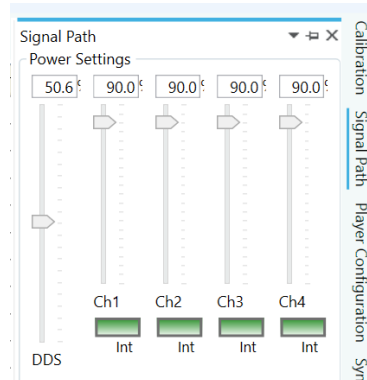 Signal Path
Power Settings
50.6 90.0 90.0 90.0 90.0
Ch1 Ch2 Ch3 Ch4
Int Int Int Int
DDS
Calibration
Signal Path
Player Configuration